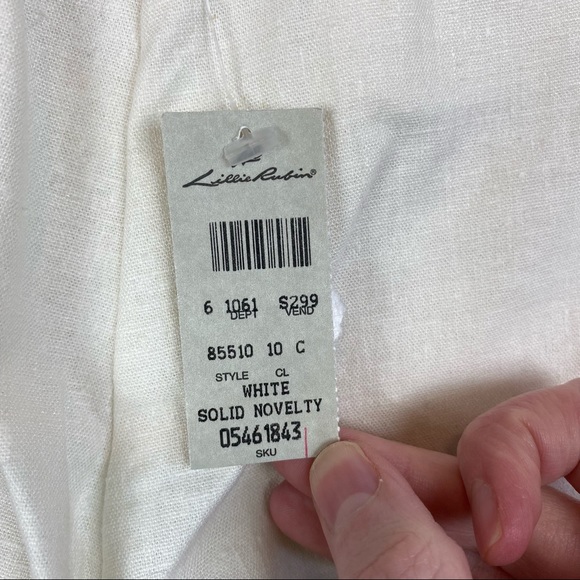 Lillie Rubin®
6 1061 S299
DEPT VEND
85510 10 C
STYLE CL
WHITE
SOLID NOVELTY
05461843
SKU